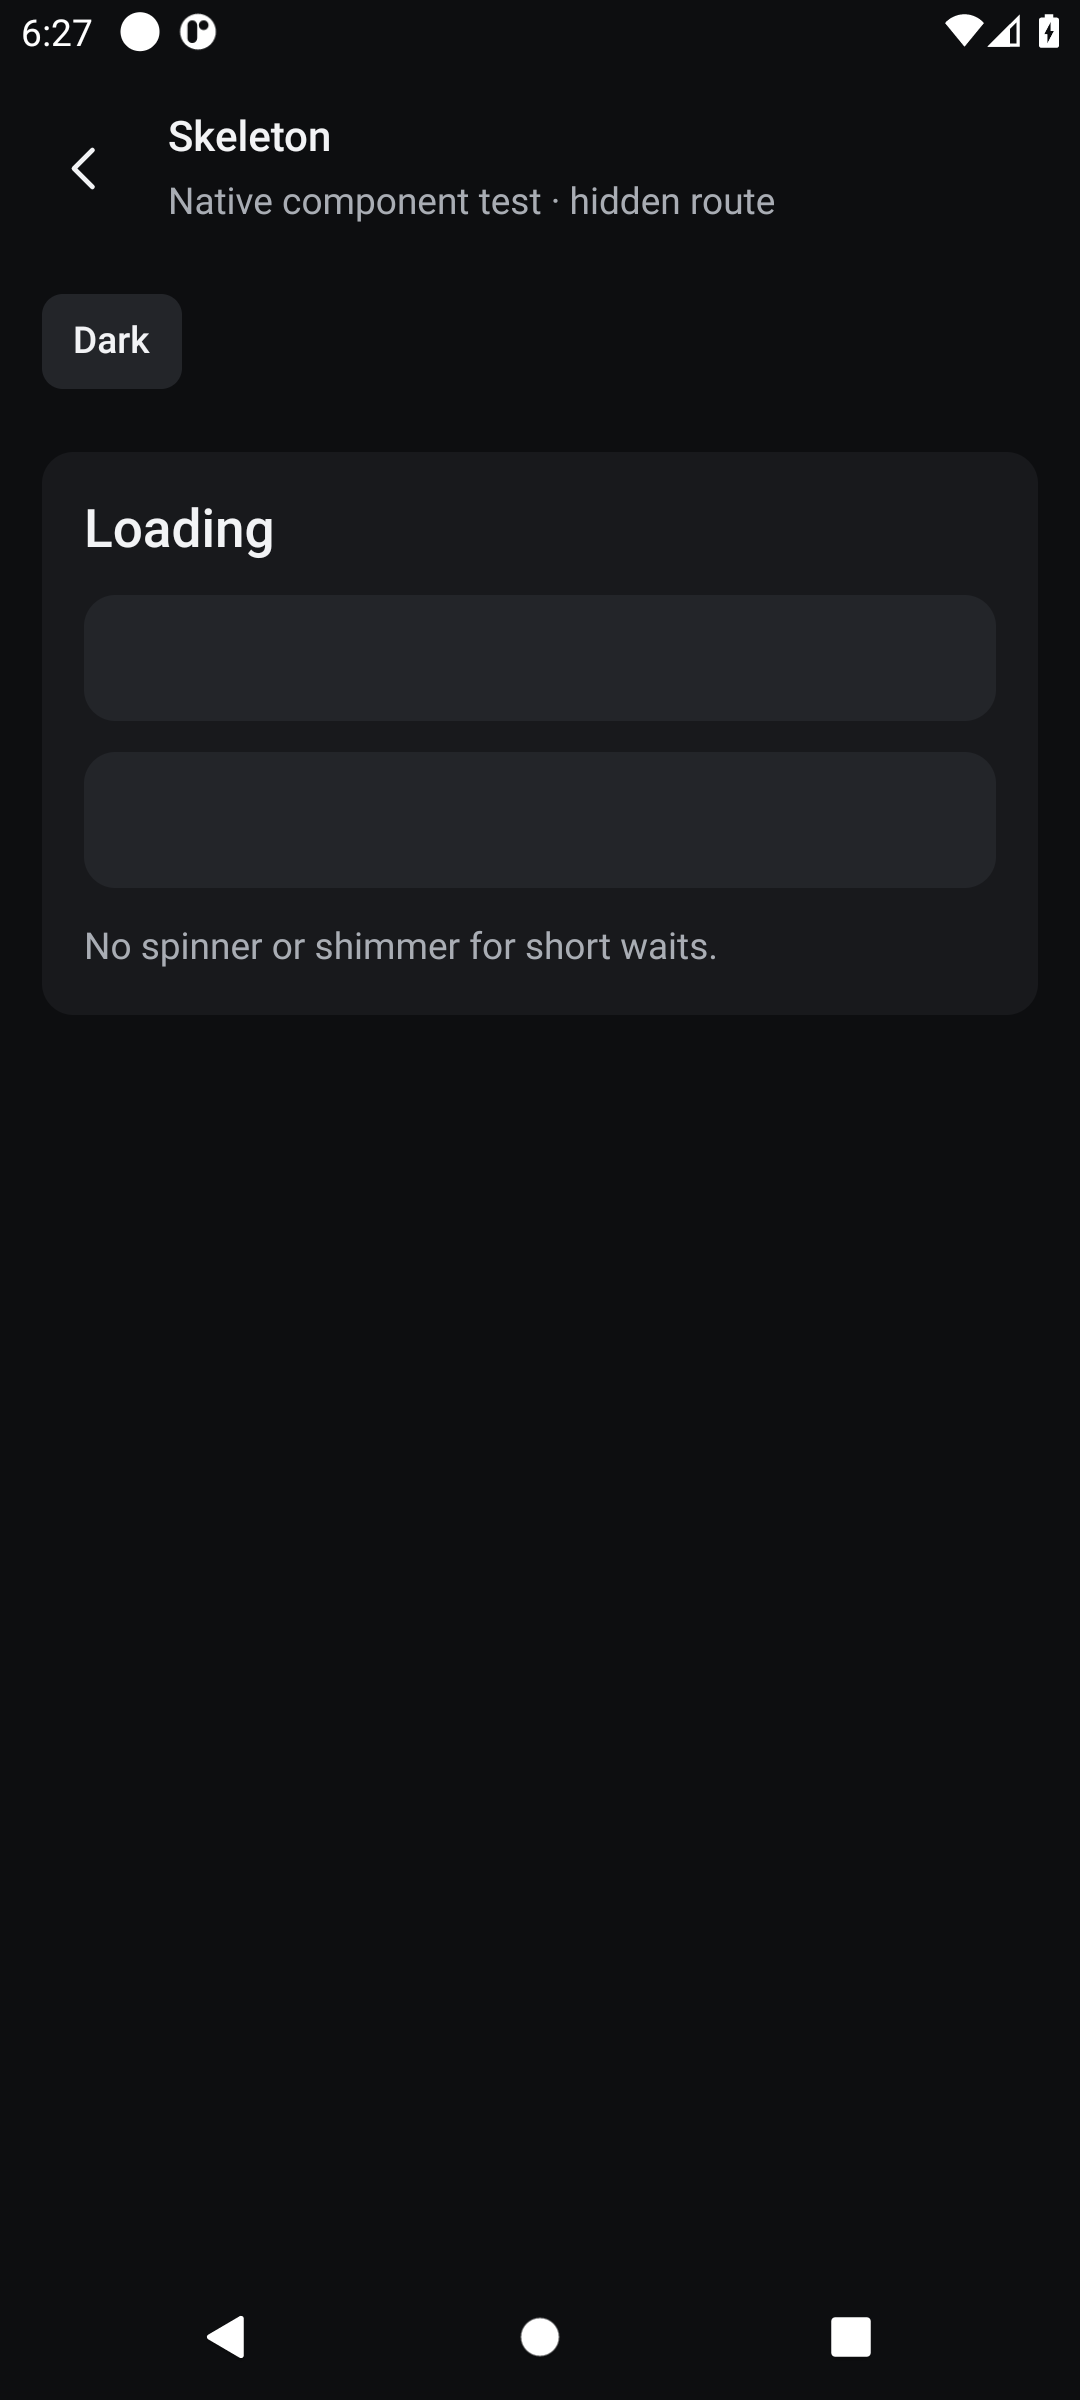 6:27
Skeleton
Native component test · hidden route
Dark
Loading
No spinner or shimmer for short waits.